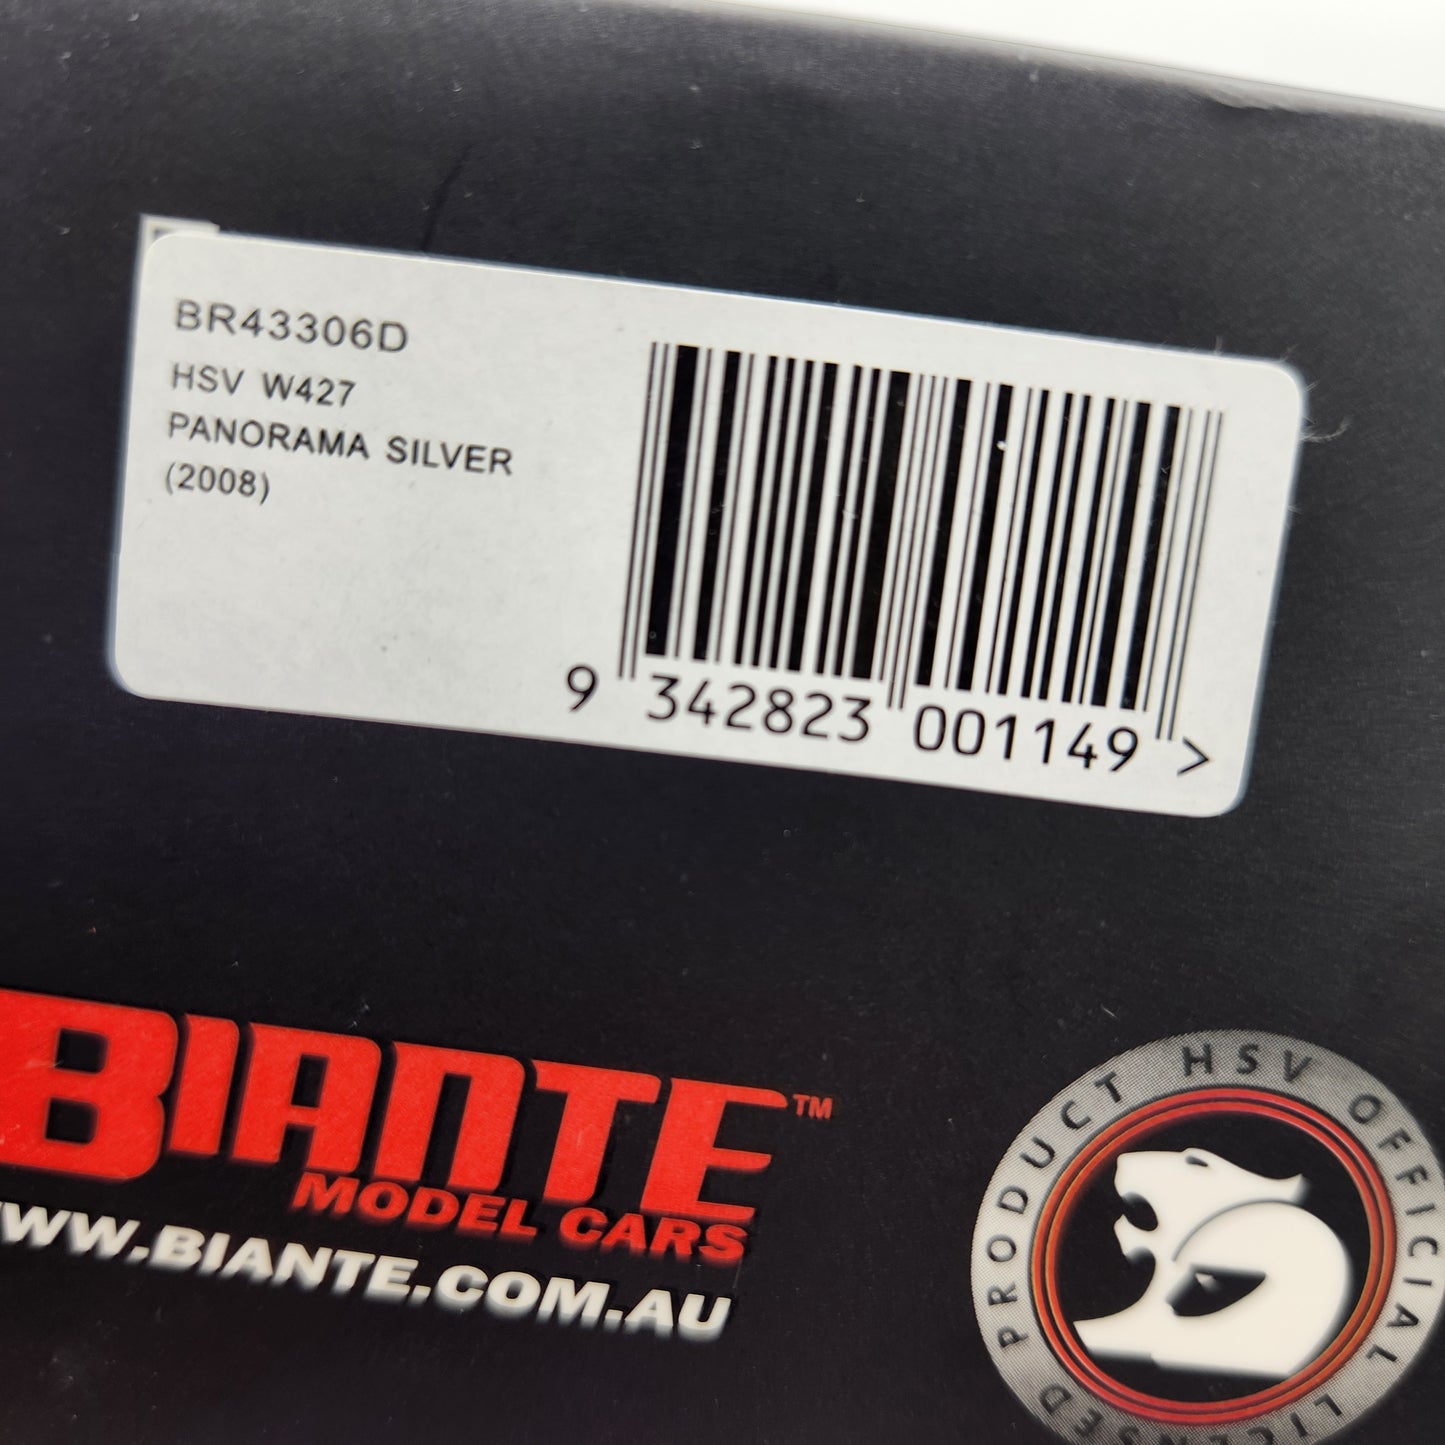 BR43306D
HSV W427
PANORAMA SILVER
(2008)
9 342823 001149 >
BIANTE™
MODEL CARS
WWW.BIANTE.COM.AU
HSV OFFICIAL LICENSED PRODUCT